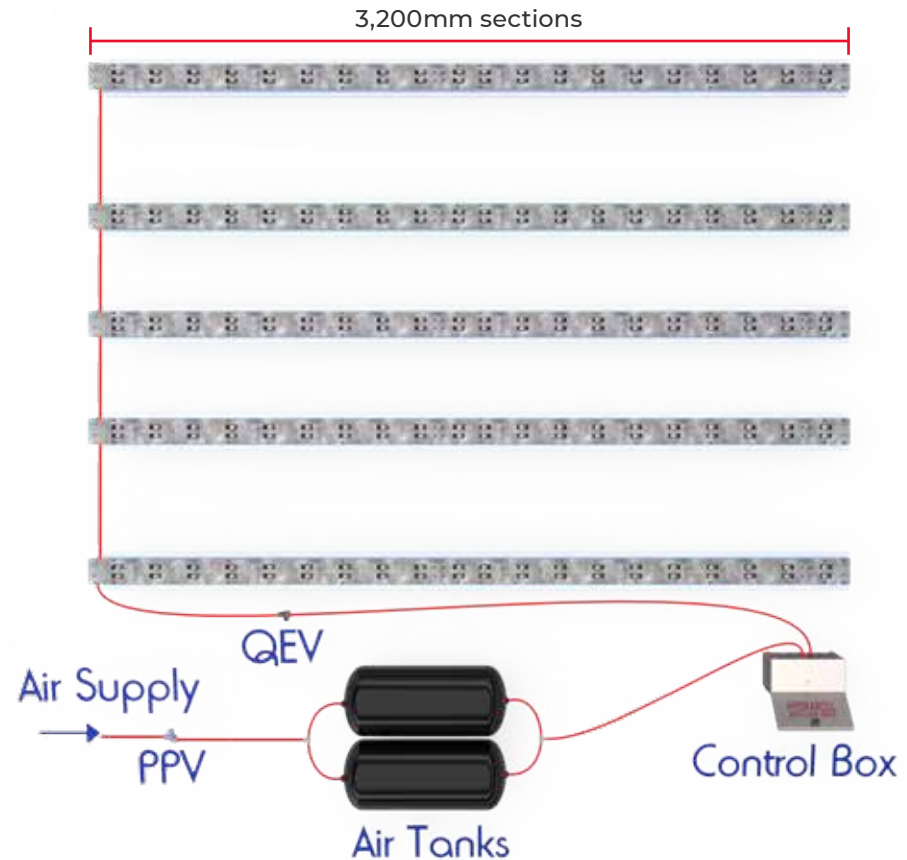 3,200mm sections
QEV
Air Supply
PPV
Control Box
Air Tanks